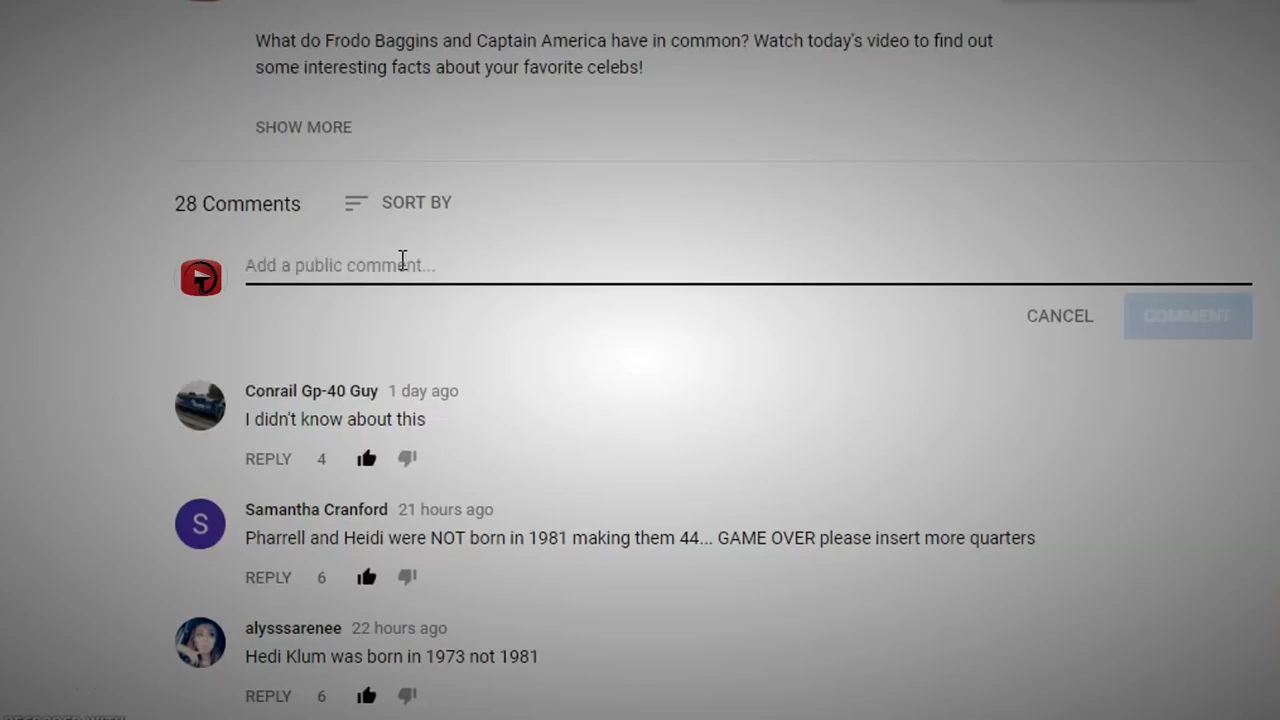 What do Frodo Baggins and Captain America have in common? Watch today's video to find out
some interesting facts about your favorite celebs!
SHOW MORE
28 Comments
SORT BY
Add a public comment...
CANCEL
COMMENT
Conrail Gp-40 Guy 1 day ago
I didn't know about this
REPLY 4
Samantha Cranford 21 hours ago
S
Pharrell and Heidi were NOT born in 1981 making them 44... GAME OVER please insert more quarters
REPLY 6
alysssarenee 22 hours ago
Hedi Klum was born in 1973 not 1981
REPLY 6